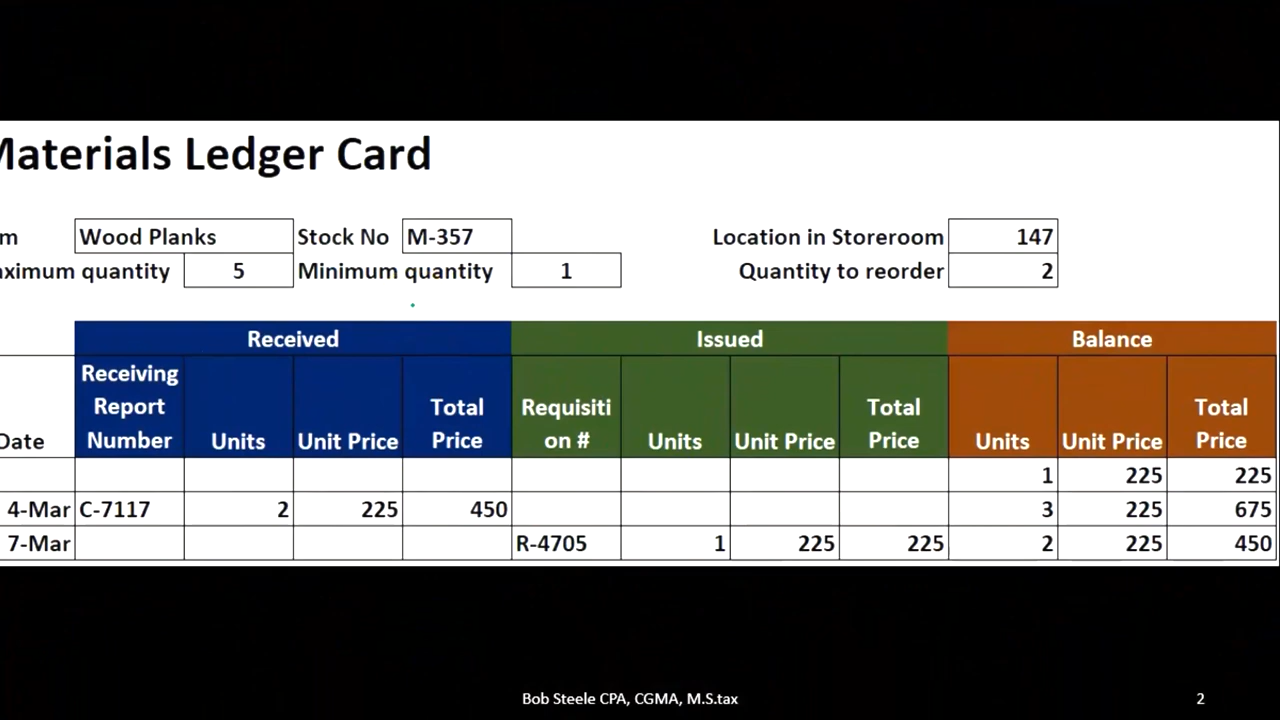 Materials Ledger Card
m Wood Planks Stock No M-357 Location in Storeroom 147
aximum quantity 5 Minimum quantity 1 Quantity to reorder 2
Received Issued Balance
Receiving Report Number Units Unit Price Total Price Requisiti on # Units Unit Price Total Price Units Unit Price Total Price
Date
1 225 225
4-Mar C-7117 2 225 450 3 225 675
7-Mar R-4705 1 225 225 2 225 450
Bob Steele CPA, CGMA, M.S.tax 2